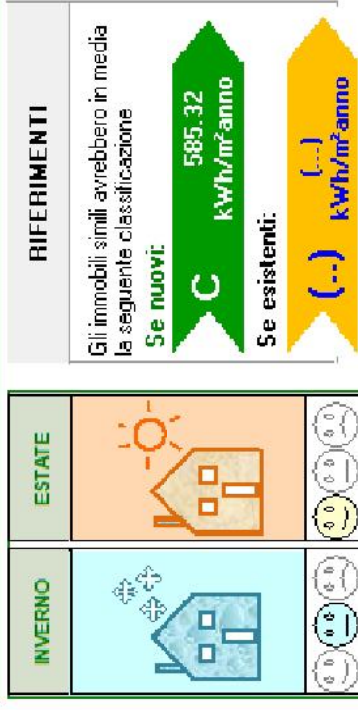 INVERNO
ESTATE
RIFERIMENTI
Gli immobili simili avrebbero in media
la seguente classificazione
Se nuovi:
C
585.32
kWh/m²anno
Se esistenti:
(--)
(--)
kWh/m²anno